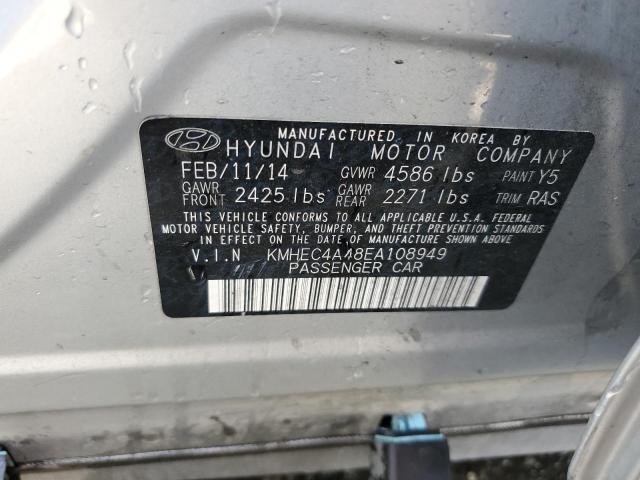 MANUFACTURED IN KOREA BY
HYUNDAI MOTOR COMPANY
FEB/11/14 GVWR 4586 lbs PAINT Y5
GAWR FRONT 2425 lbs GAWR REAR 2271 lbs TRIM RAS
THIS VEHICLE CONFORMS TO ALL APPLICABLE U.S.A. FEDERAL
MOTOR VEHICLE SAFETY, BUMPER, AND THEFT PREVENTION STANDARDS
IN EFFECT ON THE DATE OF MANUFACTURE SHOWN ABOVE.
V.I.N KMHEC4A48EA108949
PASSENGER CAR